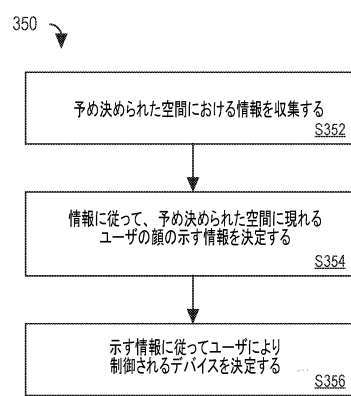 350
予め決められた空間における情報を収集する
S352
情報に従って、予め決められた空間に現れる
ユーザの顔の示す情報を決定する
S354
示す情報に従ってユーザにより
制御されるデバイスを決定する
S356